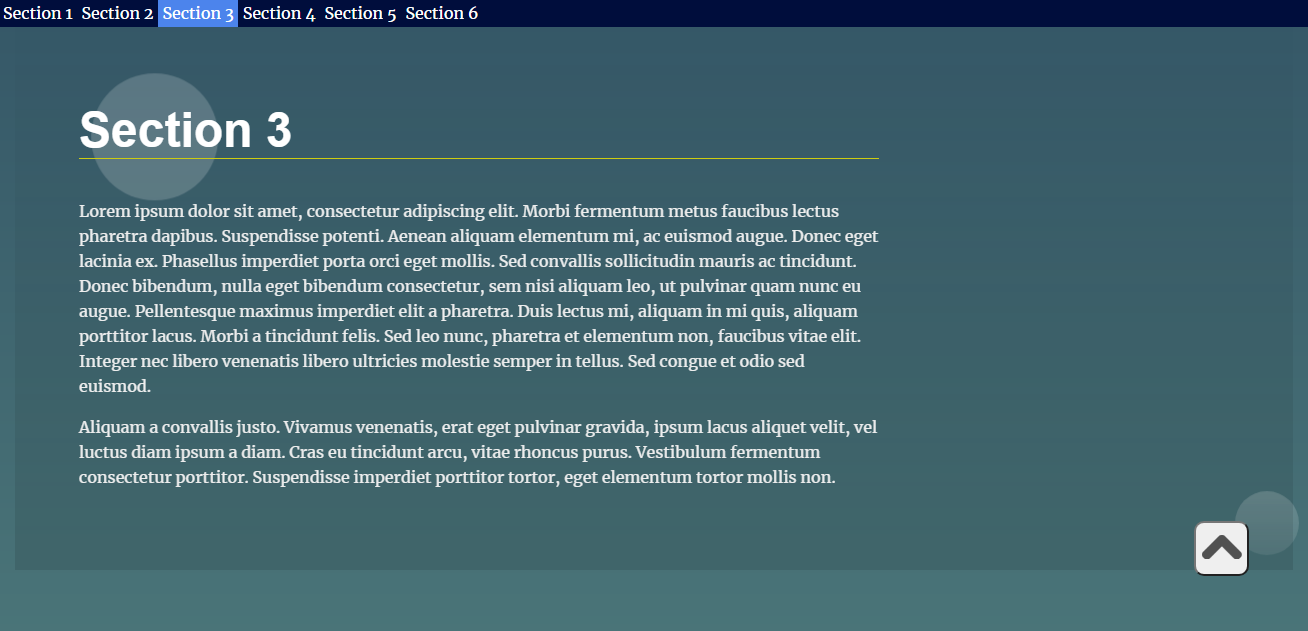 Section 1 Section 2 Section 3 Section 4 Section 5 Section 6
Section 3
Lorem ipsum dolor sit amet, consectetur adipiscing elit. Morbi fermentum metus faucibus lectus
pharetra dapibus. Suspendisse potenti. Aenean aliquam elementum mi, ac euismod augue. Donec eget
lacinia ex. Phasellus imperdiet porta orci eget mollis. Sed convallis sollicitudin mauris ac tincidunt.
Donec bibendum, nulla eget bibendum consectetur, sem nisi aliquam leo, ut pulvinar quam nunc eu
augue. Pellentesque maximus imperdiet elit a pharetra. Duis lectus mi, aliquam in mi quis, aliquam
porttitor lacus. Morbi a tincidunt felis. Sed leo nunc, pharetra et elementum non, faucibus vitae elit.
Integer nec libero venenatis libero ultricies molestie semper in tellus. Sed congue et odio sed
euismod.
Aliquam a convallis justo. Vivamus venenatis, erat eget pulvinar gravida, ipsum lacus aliquet velit, vel
luctus diam ipsum a diam. Cras eu tincidunt arcu, vitae rhoncus purus. Vestibulum fermentum
consectetur porttitor. Suspendisse imperdiet porttitor tortor, eget elementum tortor mollis non.